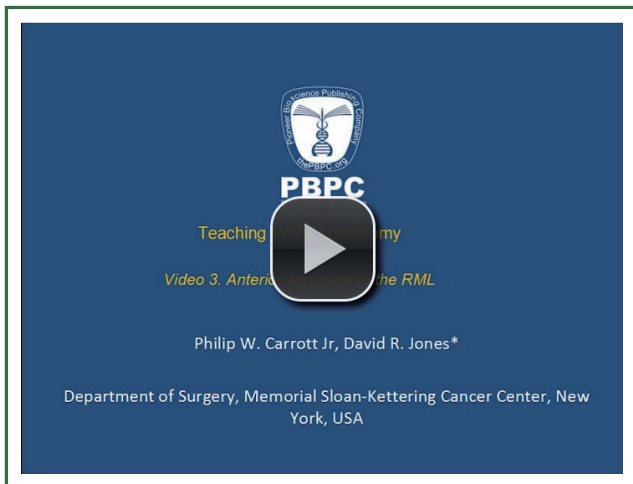 Pioneer Bioscience Publishing Company
thePBPC.org
PBPC
Teaching
Video 3. the RML
Philip W. Carrott Jr, David R. Jones*
Department of Surgery, Memorial Sloan-Kettering Cancer Center, New
York, USA